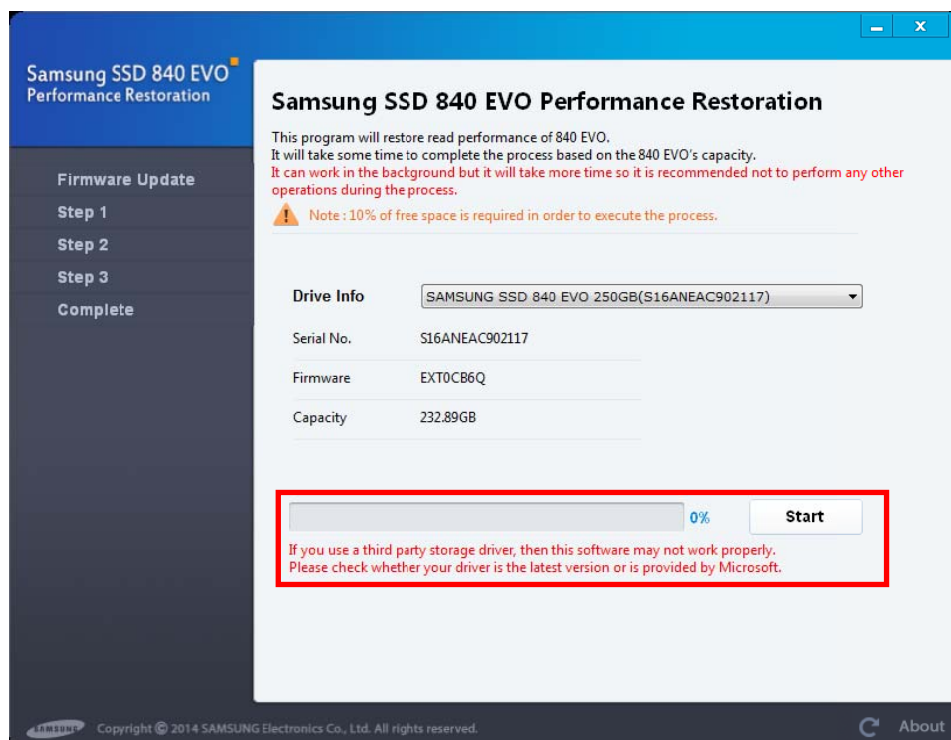 Samsung SSD 840 EVO
Performance Restoration
Firmware Update
Step 1
Step 2
Step 3
Complete
Samsung SSD 840 EVO Performance Restoration
This program will restore read performance of 840 EVO.
It will take some time to complete the process based on the 840 EVO's capacity.
It can work in the background but it will take more time so it is recommended not to perform any other
operations during the process.
Note : 10% of free space is required in order to execute the process.
Drive Info SAMSUNG SSD 840 EVO 250GB(S16ANEAC902117)
Serial No. S16ANEAC902117
Firmware EXT0CB6Q
Capacity 232.89GB
0% Start
If you use a third party storage driver, then this software may not work properly.
Please check whether your driver is the latest version or is provided by Microsoft.
SAMSUNG Copyright © 2014 SAMSUNG Electronics Co., Ltd. All rights reserved. About